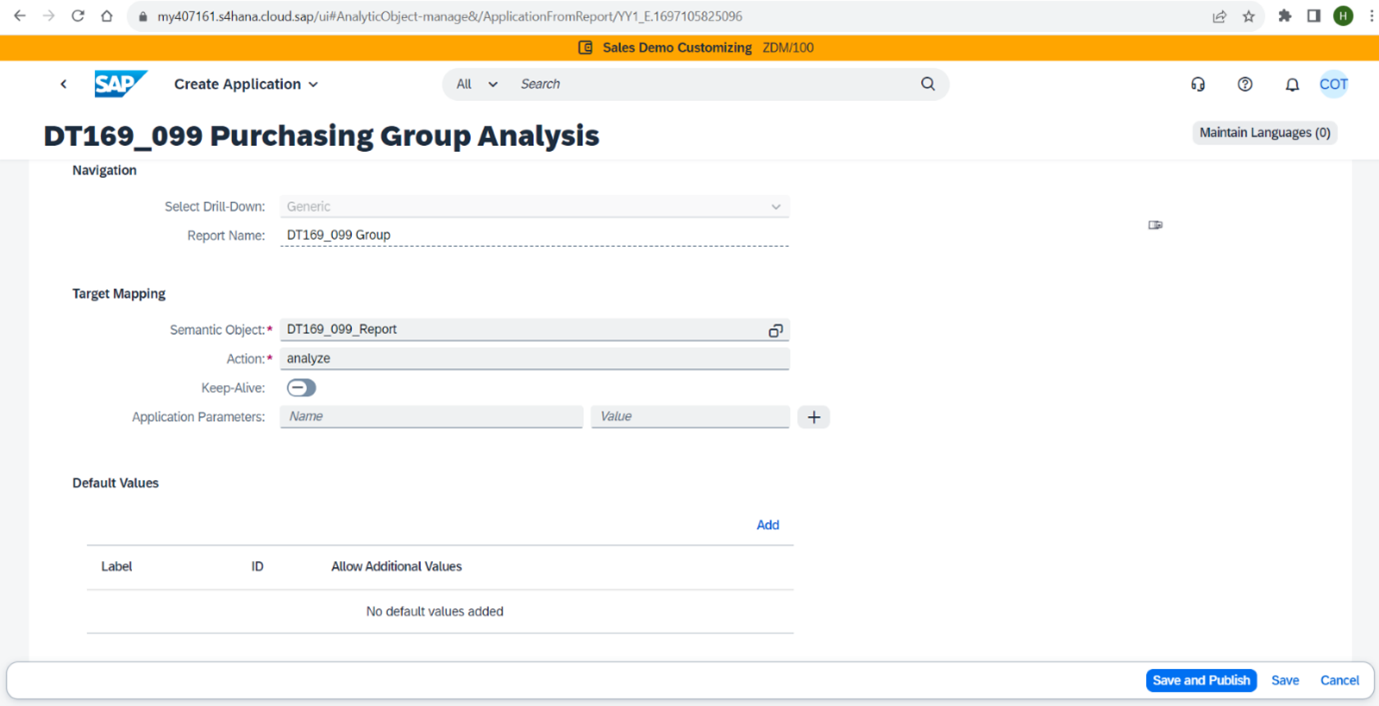 my407161.s4hana.cloud.sap/ui#AnalyticObject-manage&/ApplicationFromReport/YY1_E.1697105825096
H
Sales Demo Customizing ZDM/100
SAP Create Application All Search COT
DT169_099 Purchasing Group Analysis Maintain Languages (0)
Navigation
Select Drill-Down: Generic
Report Name: DT169_099 Group
Target Mapping
Semantic Object:* DT169_099_Report
Action:* analyze
Keep-Alive:
Application Parameters: Name Value
Default Values
Add
Label ID Allow Additional Values
No default values added
Save and Publish Save Cancel